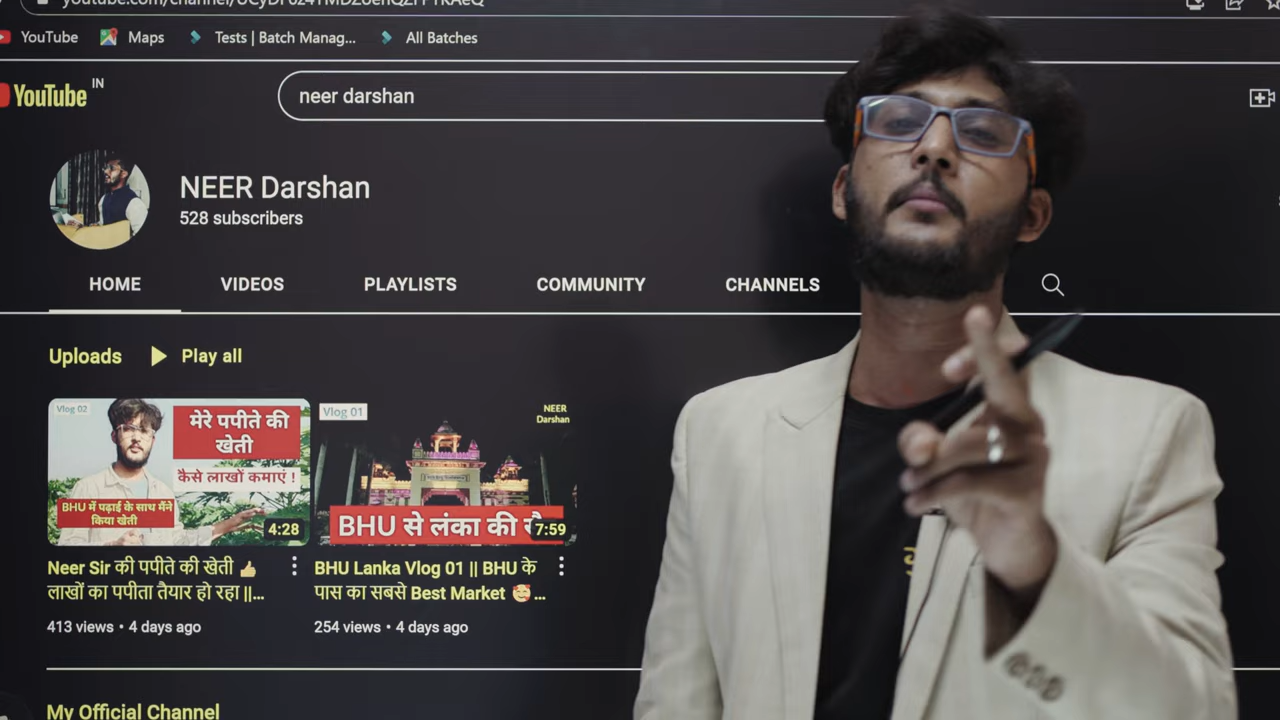 YouTube
Maps
Tests | Batch Manag...
All Batches
YouTube IN
neer darshan
NEER Darshan
528 subscribers
HOME
VIDEOS
PLAYLISTS
COMMUNITY
CHANNELS
Uploads
Play all
Vlog 02
मेरे पपीते की
खेती
कैसे लाखों कमाएं !
BHU में पढ़ाई के साथ मैंने
किया खेती
4:28
Vlog 01
NEER
Darshan
BHU से लंका की
7:59
Neer Sir की पपीते की खेती 👍
लाखों का पपीता तैयार हो रहा ||...
413 views • 4 days ago
BHU Lanka Vlog 01 || BHU के
पास का सबसे Best Market 🥰...
254 views • 4 days ago
My Official Channel